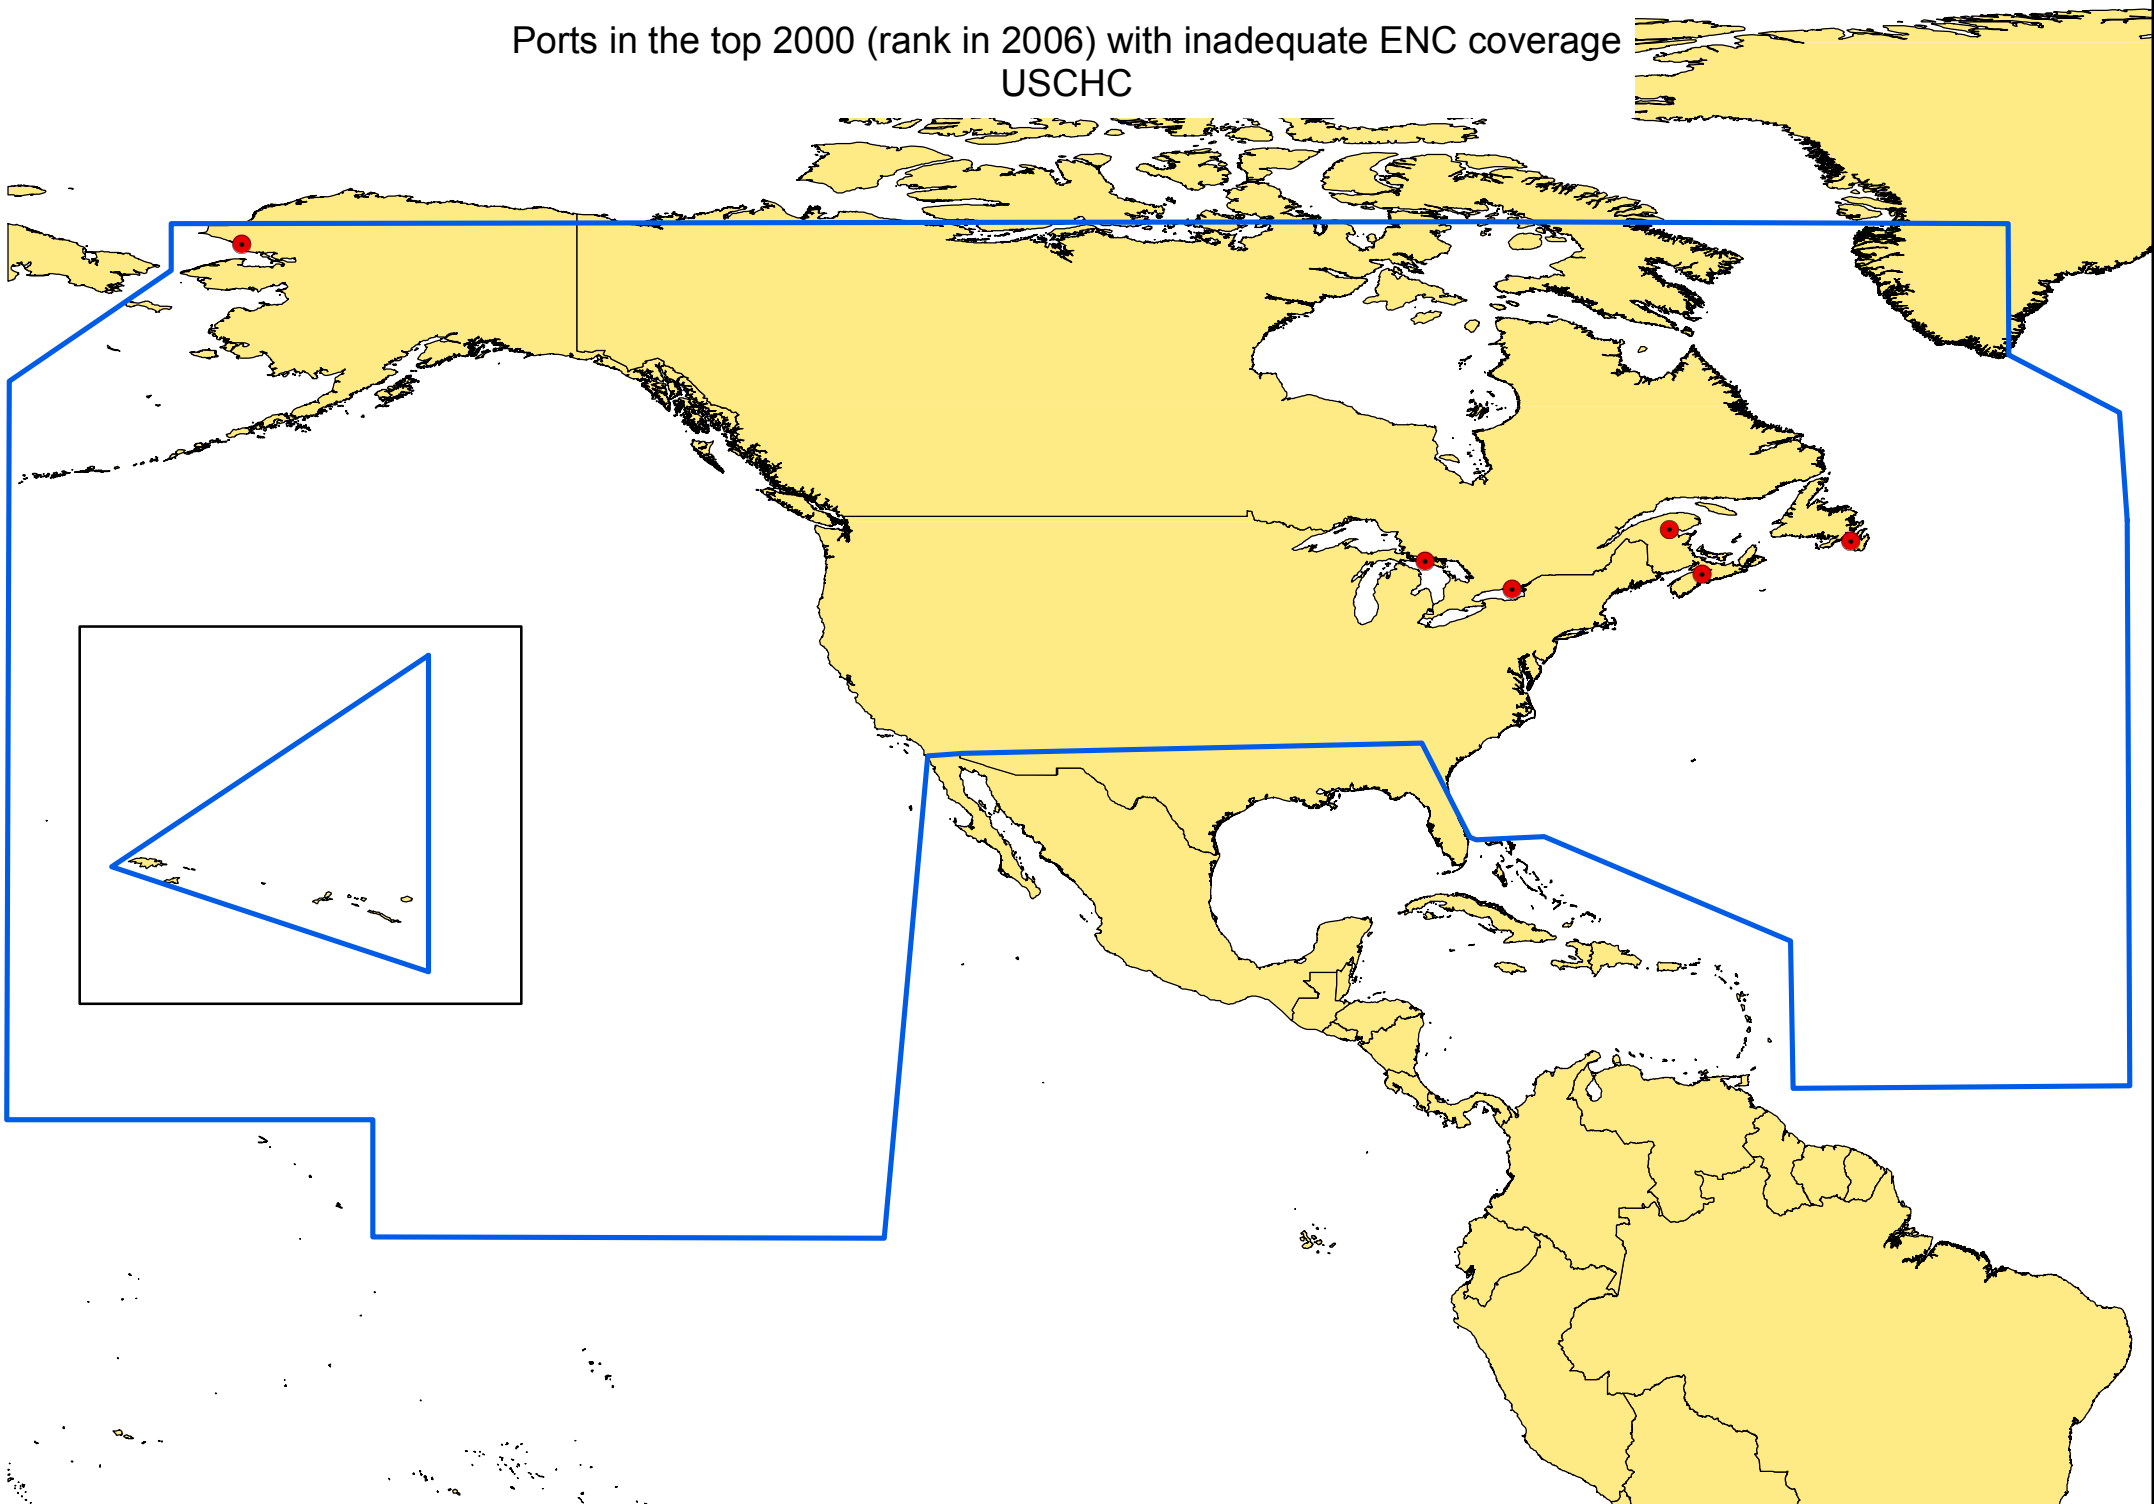 Ports in the top 2000 (rank in 2006) with inadequate ENC coverage
USCHC